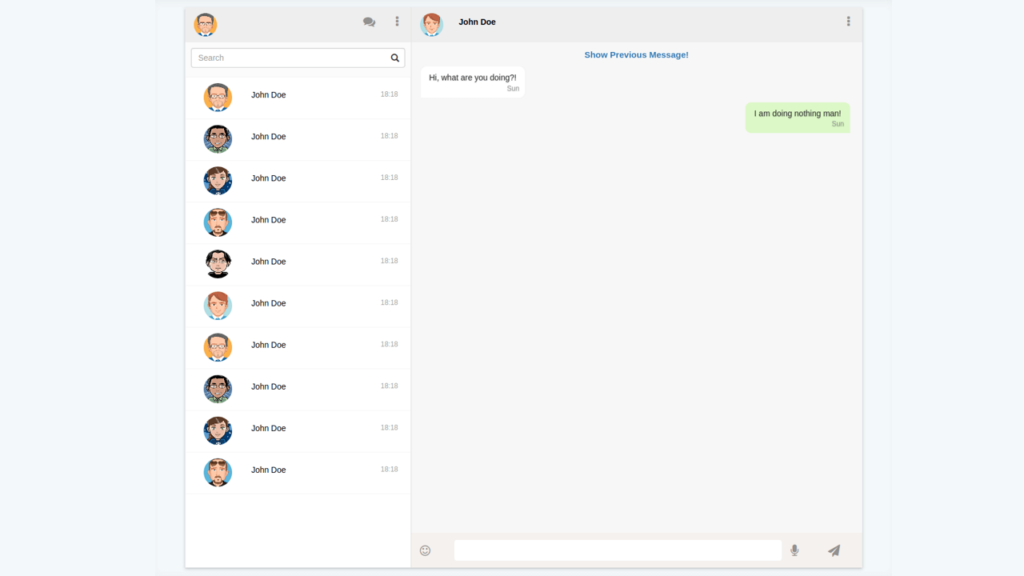 John Doe
Search
Show Previous Message!
Hi, what are you doing?!
Sun
I am doing nothing man!
Sun
John Doe 18:18
John Doe 18:18
John Doe 18:18
John Doe 18:18
John Doe 18:18
John Doe 18:18
John Doe 18:18
John Doe 18:18
John Doe 18:18
John Doe 18:18